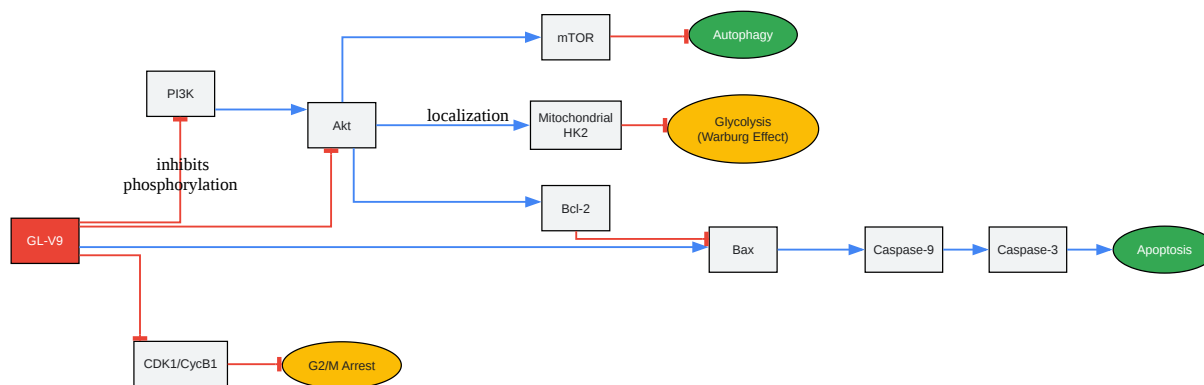 mTOR
Autophagy
PI3K
Akt
localization
Mitochondrial
HK2
Glycolysis
(Warburg Effect)
inhibits
phosphorylation
Bcl-2
GL-V9
Bax
Caspase-9
Caspase-3
Apoptosis
CDK1/CycB1
G2/M Arrest